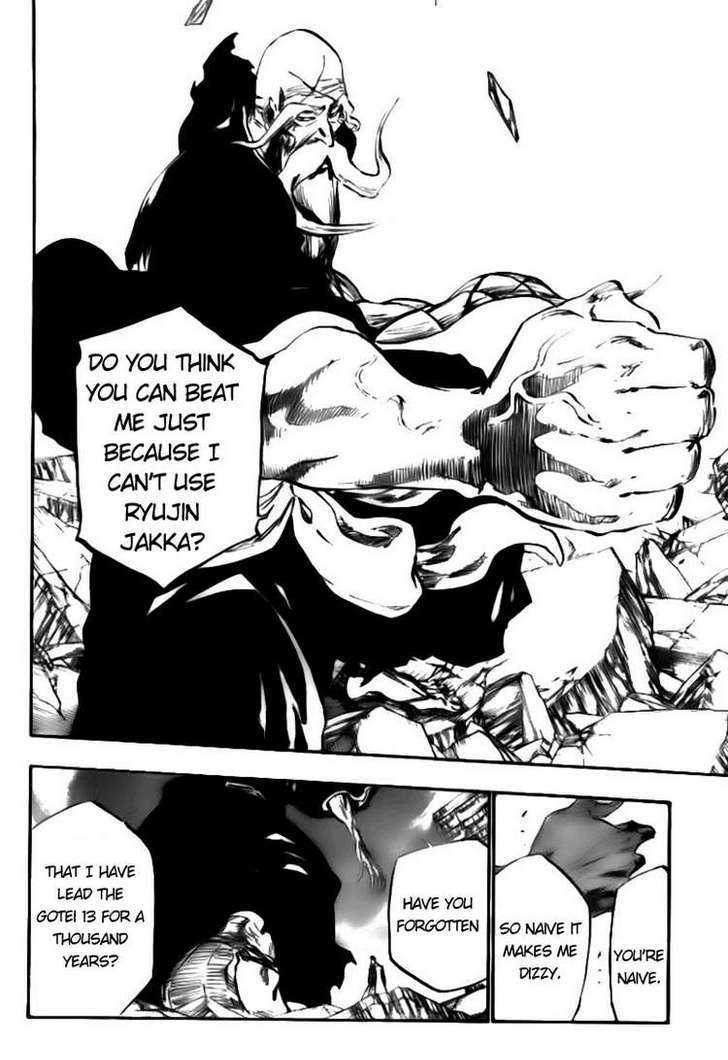 DO YOU THINK
YOU CAN BEAT
ME JUST
BECAUSE I
CAN'T USE
RYUJIN
JAKKA?
YOU'RE
NAIVE.
SO NAIVE IT
MAKES ME
DIZZY.
HAVE YOU
FORGOTTEN
THAT I HAVE
LEAD THE
GOTEI 13 FOR A
THOUSAND
YEARS?